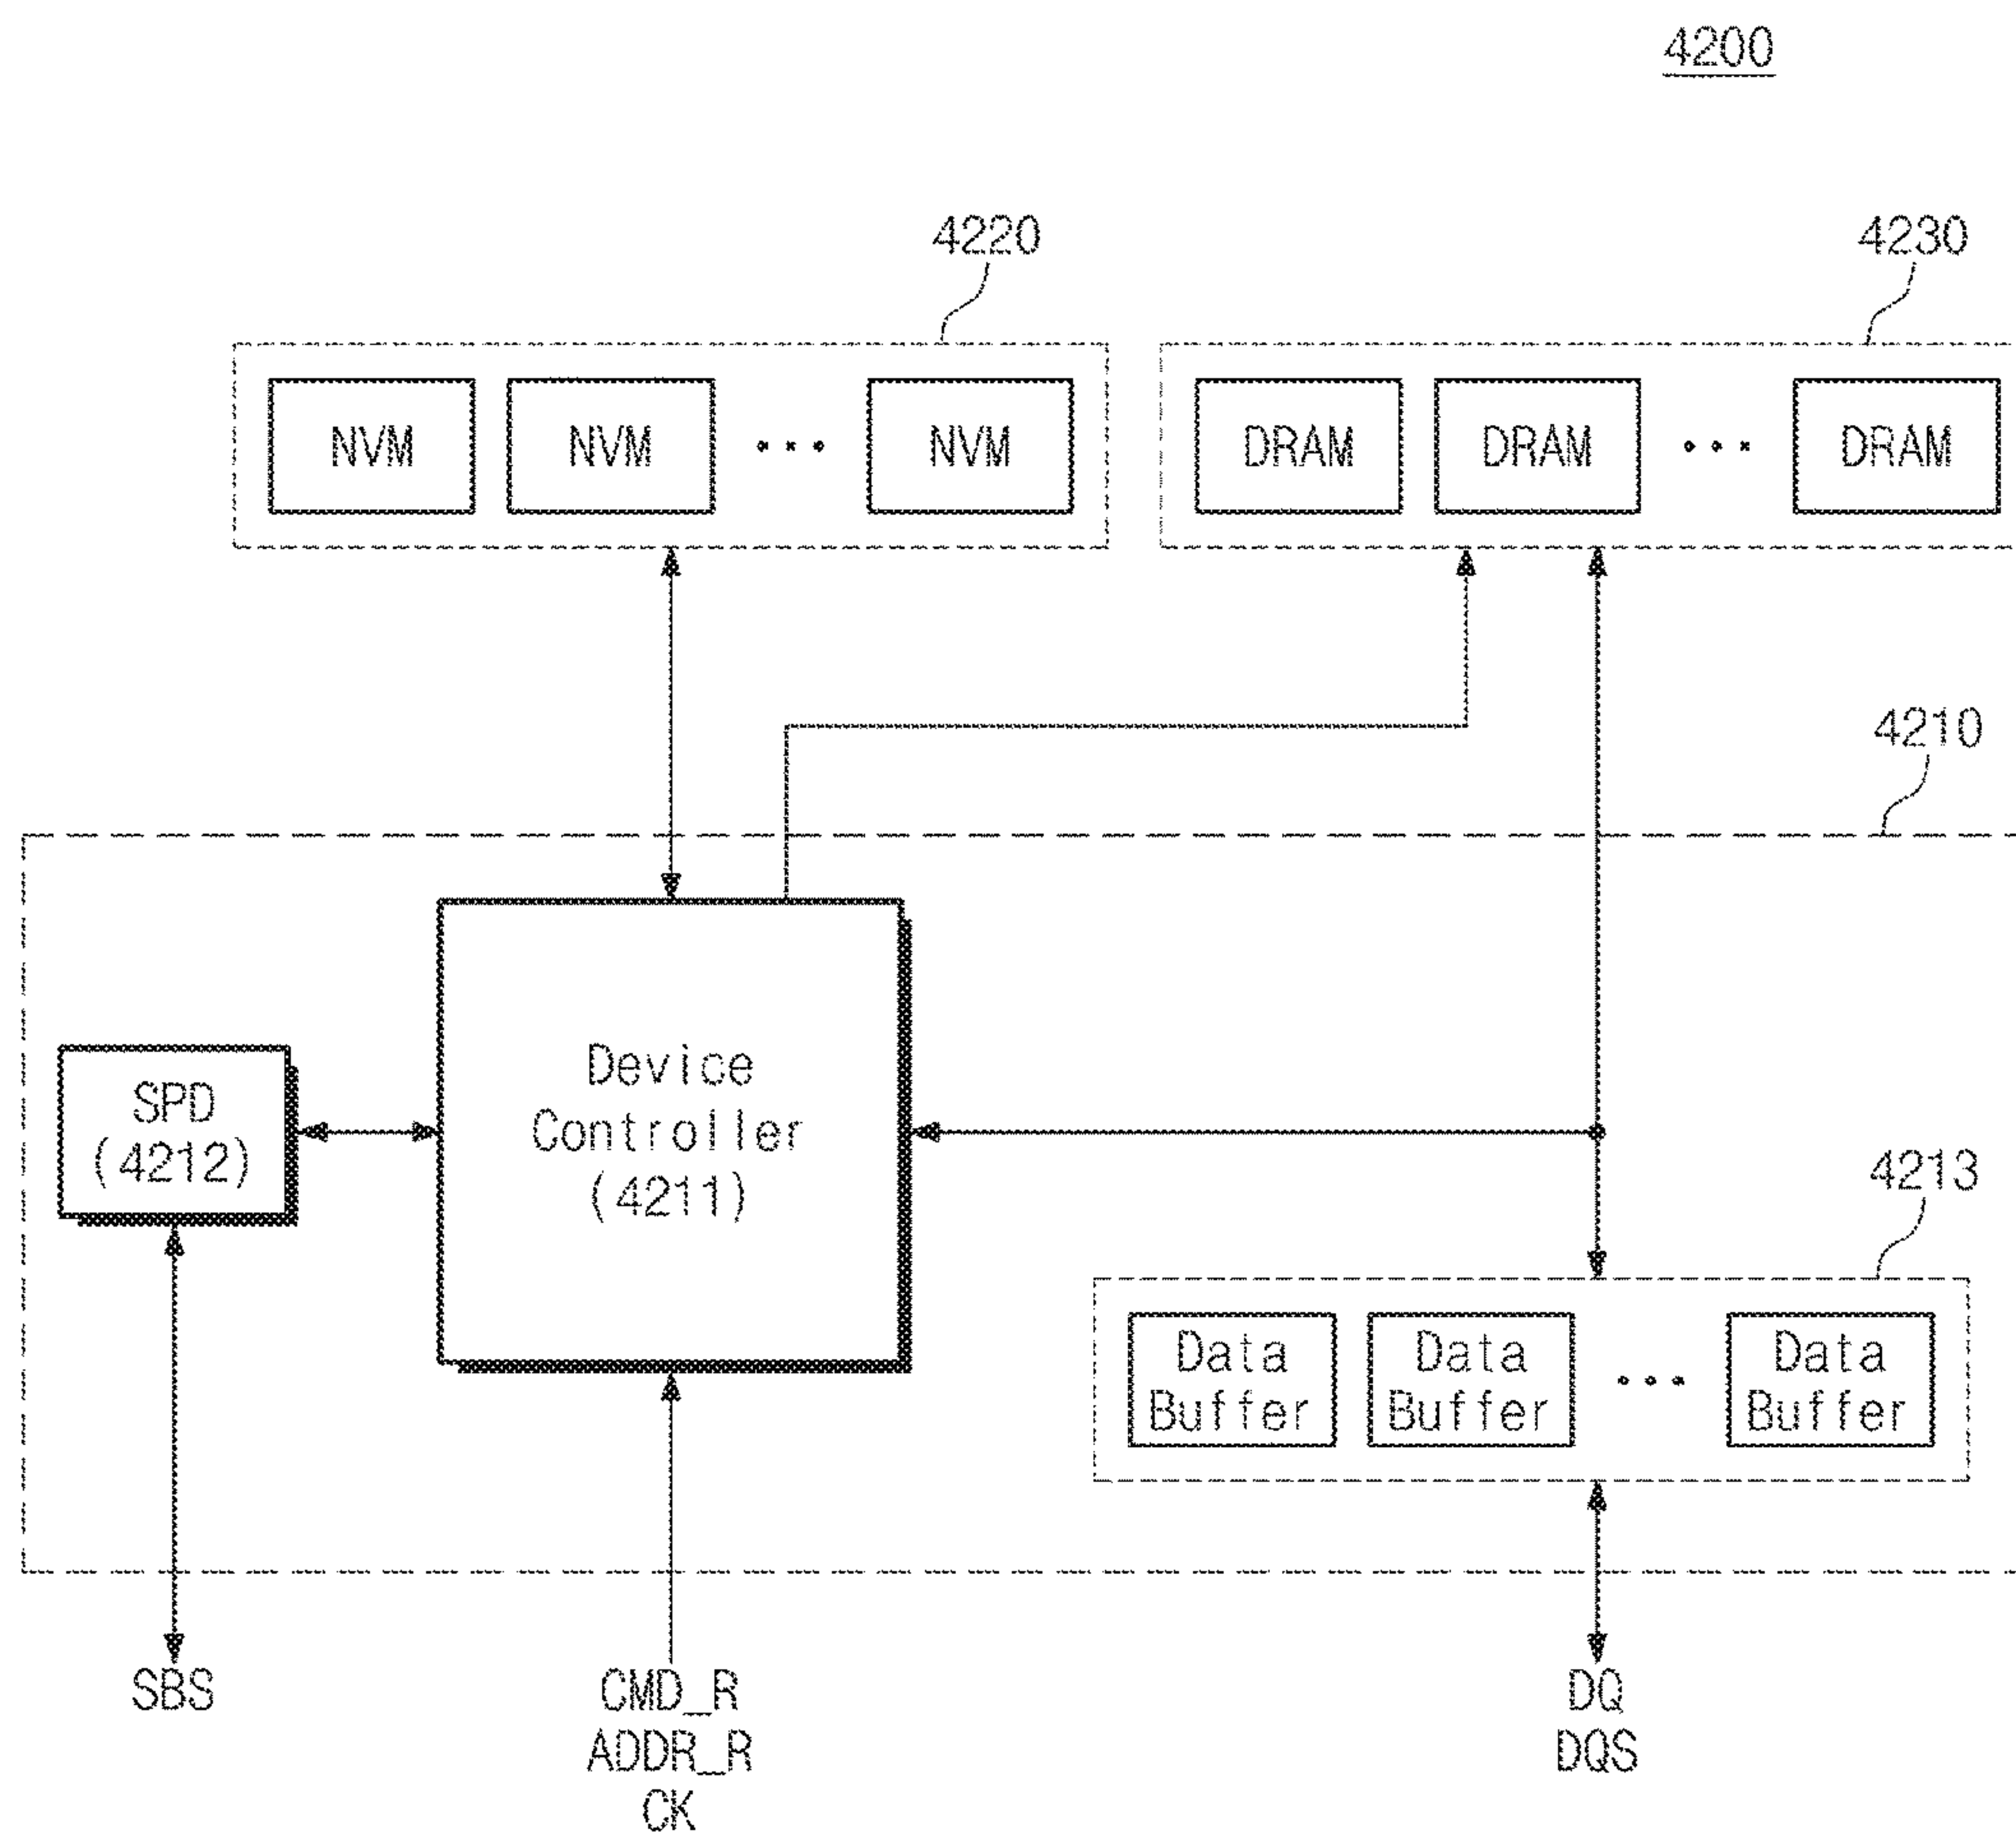 4200
4220
4230
NVM
NVM
NVM
DRAM
DRAM
DRAM
4210
Device
Controller
(4211)
SPD
(4212)
4213
Data
Buffer
Data
Buffer
Data
Buffer
SBS
CMD_R
ADDR_R
CK
DQ
DQS